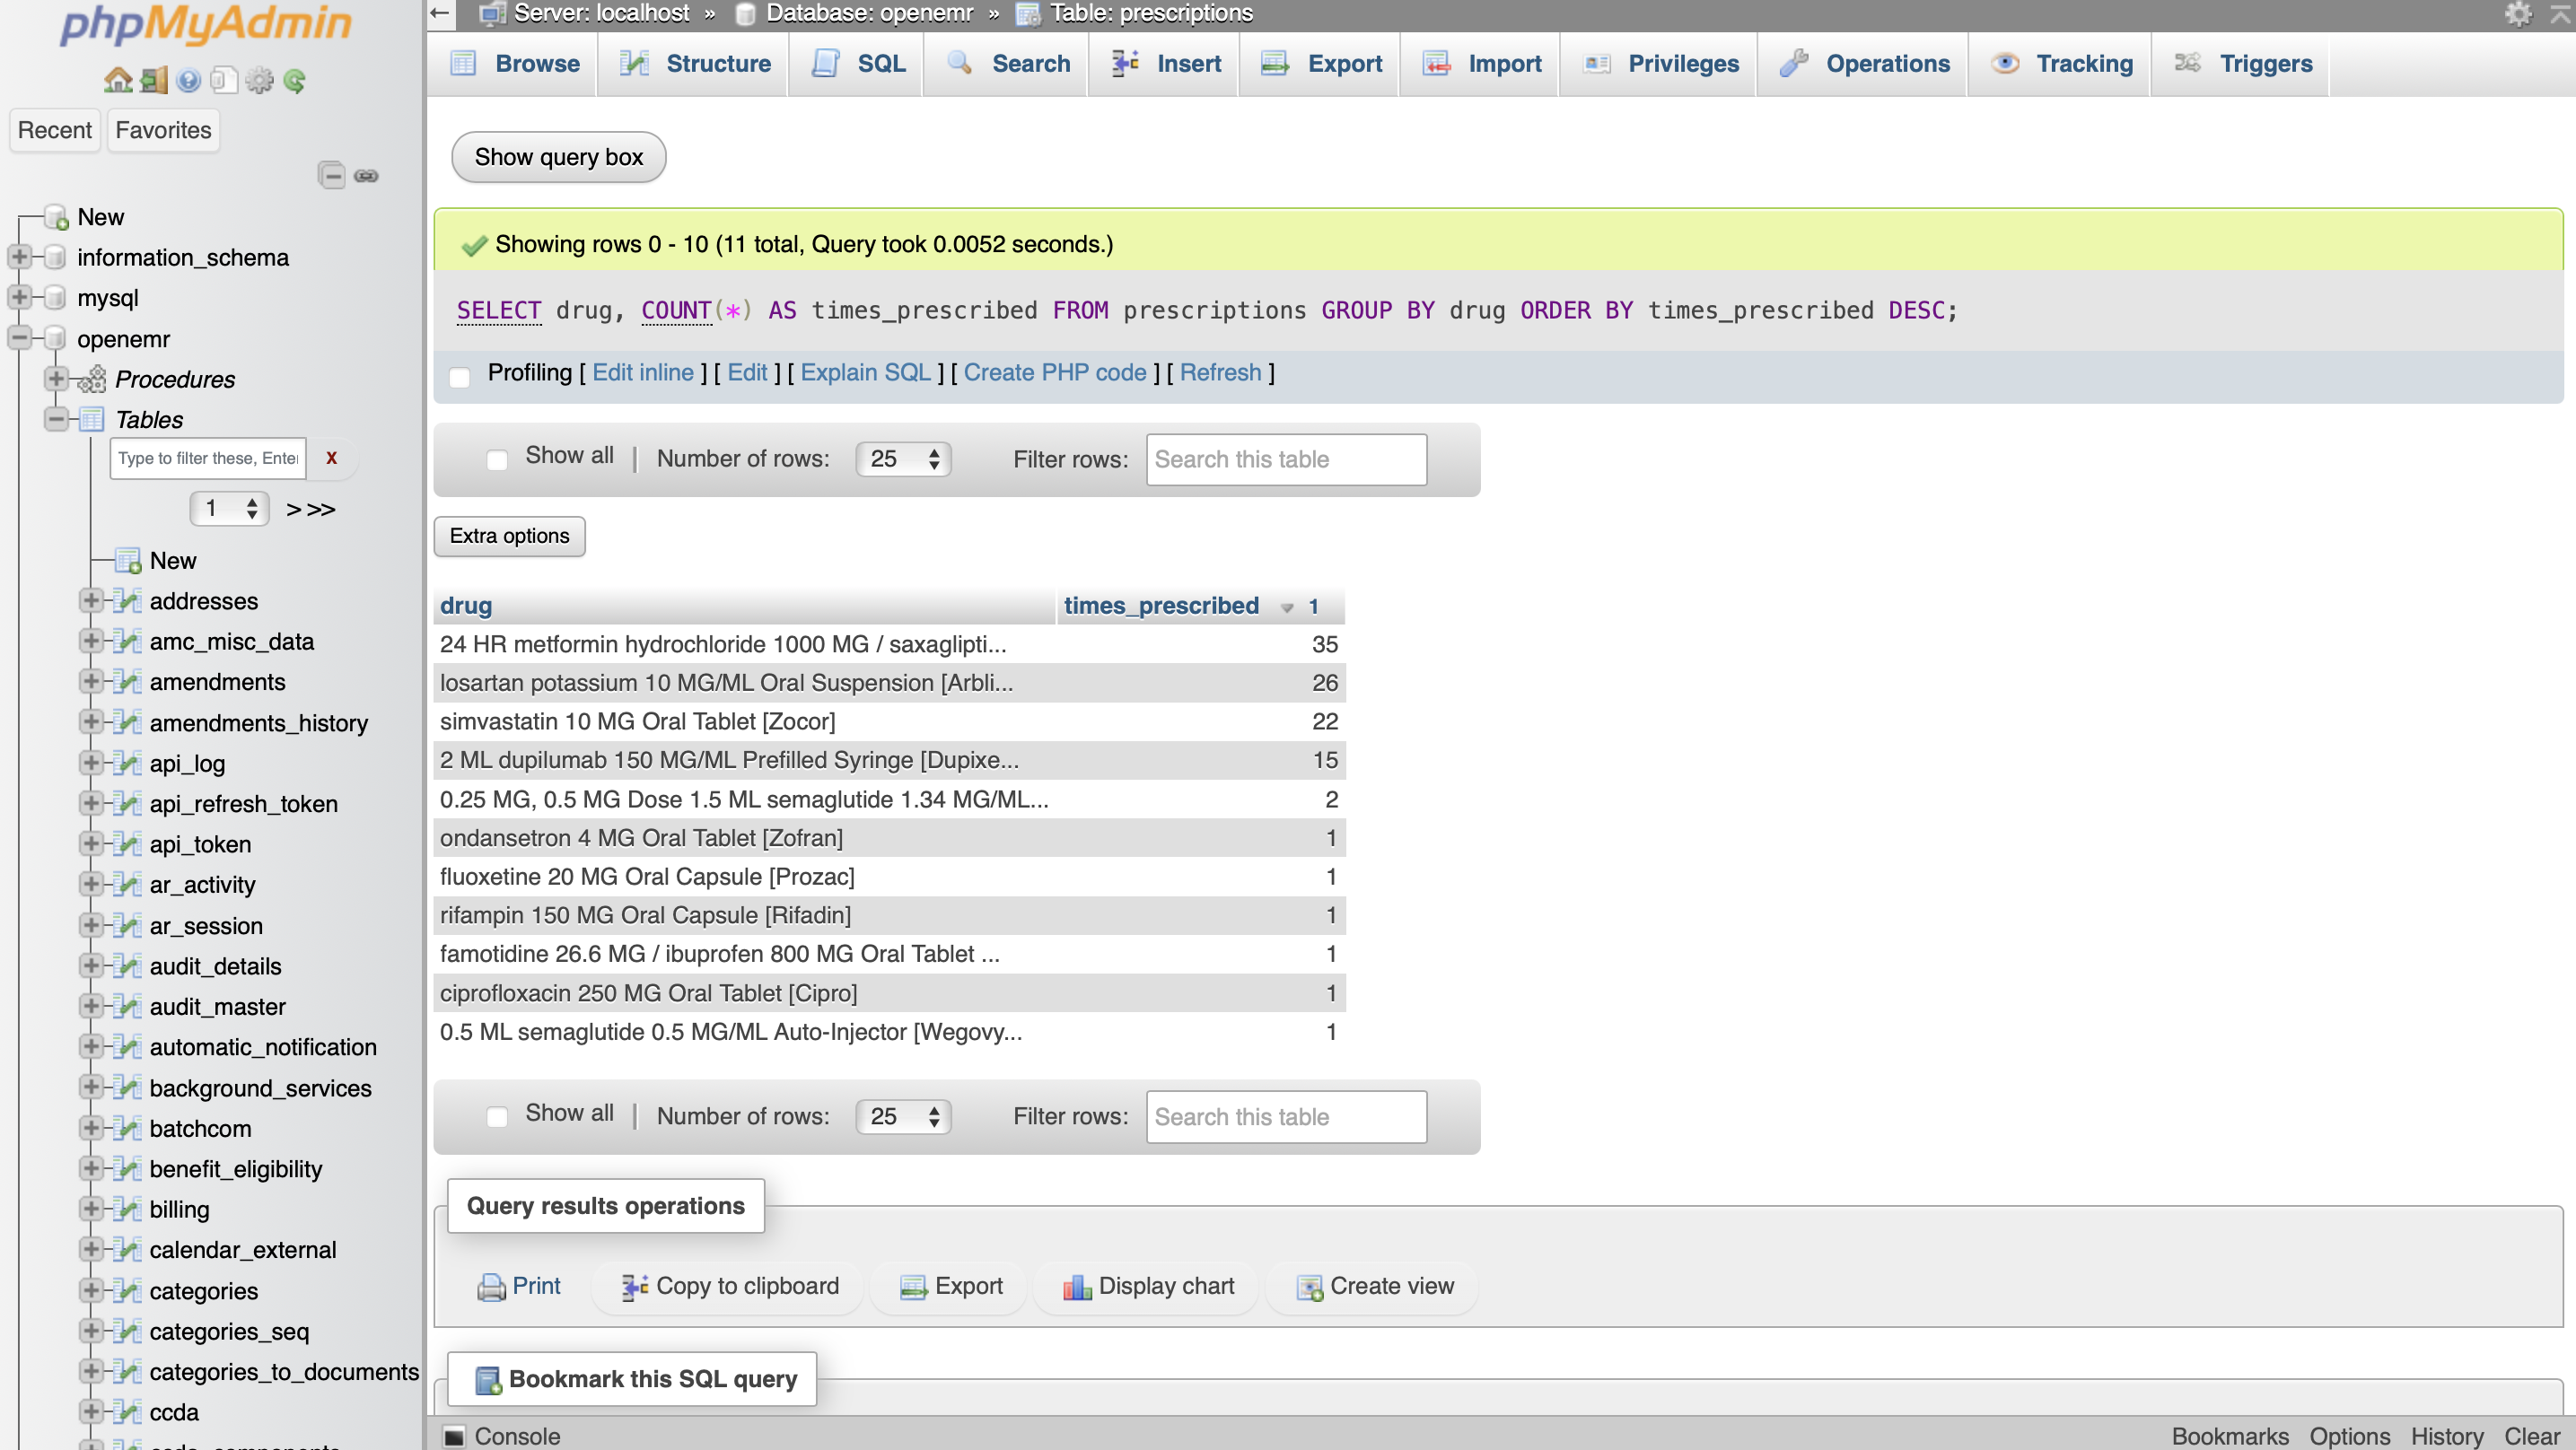 phpMyAdmin
Recent Favorites
New
information_schema
mysql
openemr
Procedures
Tables
Type to filter these, Enter X
1 > >>
New
addresses
amc_misc_data
amendments
amendments_history
api_log
api_refresh_token
api_token
ar_activity
ar_session
audit_details
audit_master
automatic_notification
background_services
batchcom
benefit_eligibility
billing
calendar_external
categories
categories_seq
categories_to_documents
ccda
Server: localhost » Database: openemr » Table: prescriptions
Browse Structure SQL Search Insert Export Import Privileges Operations Tracking Triggers
Show query box
Showing rows 0 - 10 (11 total, Query took 0.0052 seconds.)
SELECT drug, COUNT(*) AS times_prescribed FROM prescriptions GROUP BY drug ORDER BY times_prescribed DESC;
Profiling [ Edit inline ] [ Edit ] [ Explain SQL ] [ Create PHP code ] [ Refresh ]
Show all | Number of rows: 25 Filter rows: Search this table
Extra options
drug times_prescribed 1
24 HR metformin hydrochloride 1000 MG / saxaglipti... 35
losartan potassium 10 MG/ML Oral Suspension [Arbli... 26
simvastatin 10 MG Oral Tablet [Zocor] 22
2 ML dupilumab 150 MG/ML Prefilled Syringe [Dupixe... 15
0.25 MG, 0.5 MG Dose 1.5 ML semaglutide 1.34 MG/ML... 2
ondansetron 4 MG Oral Tablet [Zofran] 1
fluoxetine 20 MG Oral Capsule [Prozac] 1
rifampin 150 MG Oral Capsule [Rifadin] 1
famotidine 26.6 MG / ibuprofen 800 MG Oral Tablet ... 1
ciprofloxacin 250 MG Oral Tablet [Cipro] 1
0.5 ML semaglutide 0.5 MG/ML Auto-Injector [Wegovy... 1
Show all | Number of rows: 25 Filter rows: Search this table
Query results operations
Print Copy to clipboard Export Display chart Create view
Bookmark this SQL query
Console Bookmarks Options History Clear